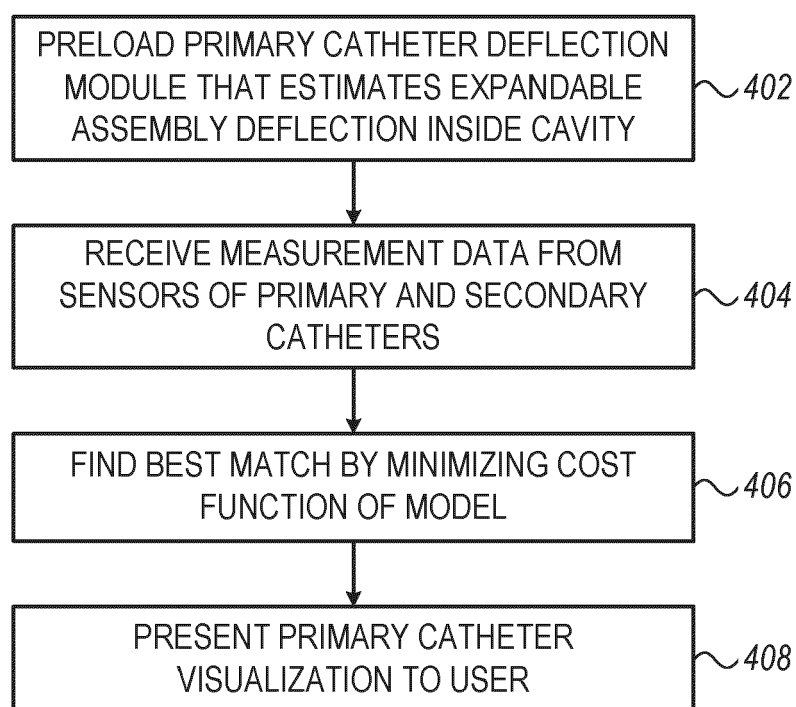 PRELOAD PRIMARY CATHETER DEFLECTION
MODULE THAT ESTIMATES EXPANDABLE
ASSEMBLY DEFLECTION INSIDE CAVITY
402
RECEIVE MEASUREMENT DATA FROM
SENSORS OF PRIMARY AND SECONDARY
CATHETERS
404
FIND BEST MATCH BY MINIMIZING COST
FUNCTION OF MODEL
406
PRESENT PRIMARY CATHETER
VISUALIZATION TO USER
408